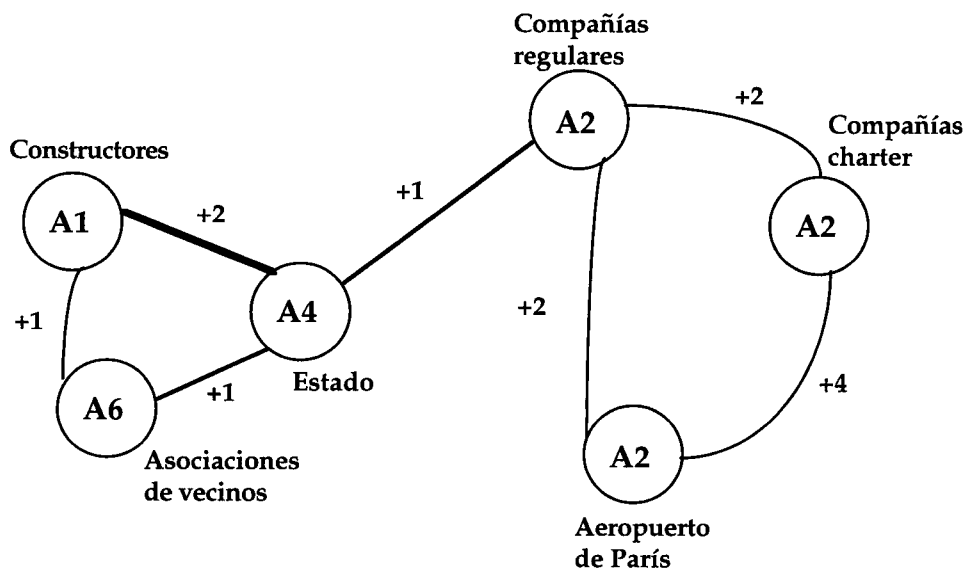 Compañías
regulares
A2
+2
Compañías
charter
A2
Constructores
A1
+2
+1
+1
A4
Estado
+2
A6
+1
Asociaciones
de vecinos
+4
A2
Aeropuerto
de París